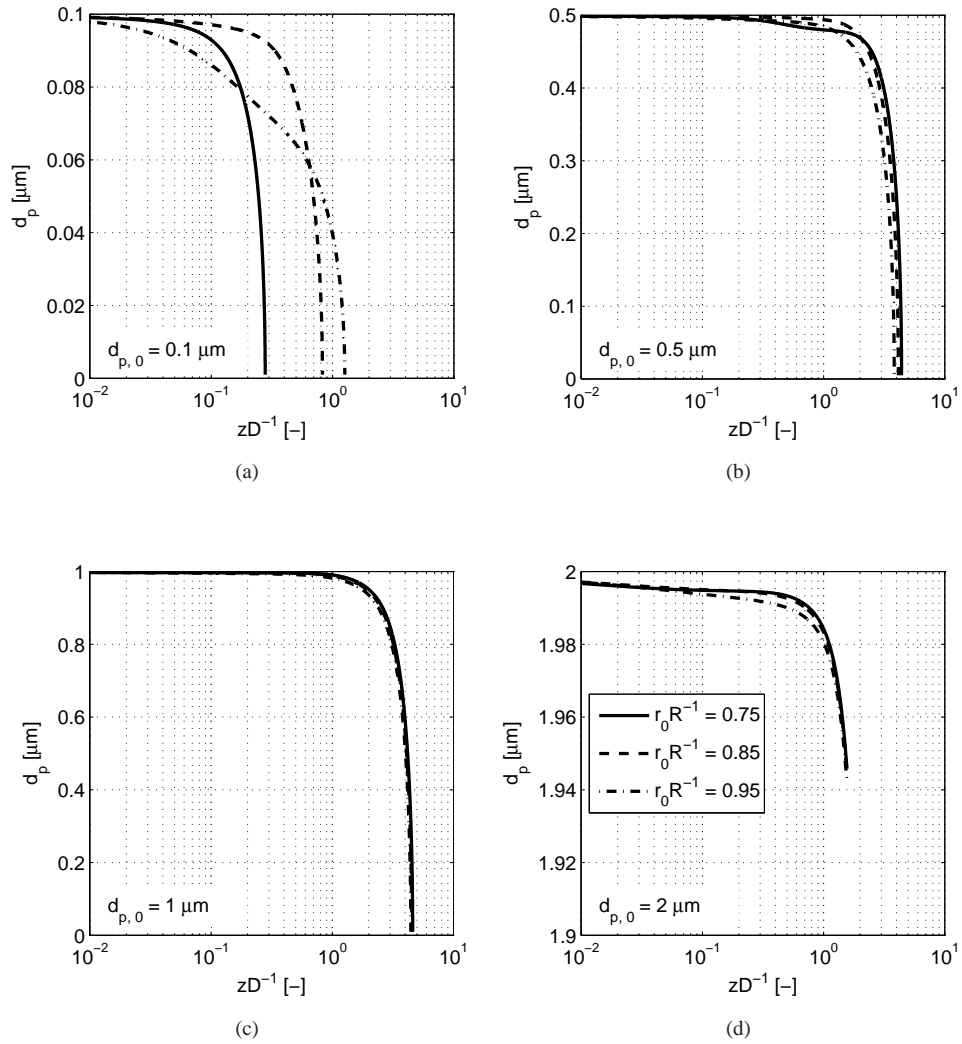 0.1
0.08
0.06
0.04
0.02
0
d_p [μm]
d_{p, 0} = 0.1 μm
10^{−2} 10^{−1} 10^{0} 10^{1}
zD^{−1} [−]
(a)
0.5
0.4
0.3
0.2
0.1
0
d_p [μm]
d_{p, 0} = 0.5 μm
10^{−2} 10^{−1} 10^{0} 10^{1}
zD^{−1} [−]
(b)
1
0.8
0.6
0.4
0.2
0
d_p [μm]
d_{p, 0} = 1 μm
10^{−2} 10^{−1} 10^{0} 10^{1}
zD^{−1} [−]
(c)
2
1.98
1.96
1.94
1.92
1.9
d_p [μm]
r_0R^{−1} = 0.75
r_0R^{−1} = 0.85
r_0R^{−1} = 0.95
d_{p, 0} = 2 μm
10^{−2} 10^{−1} 10^{0} 10^{1}
zD^{−1} [−]
(d)